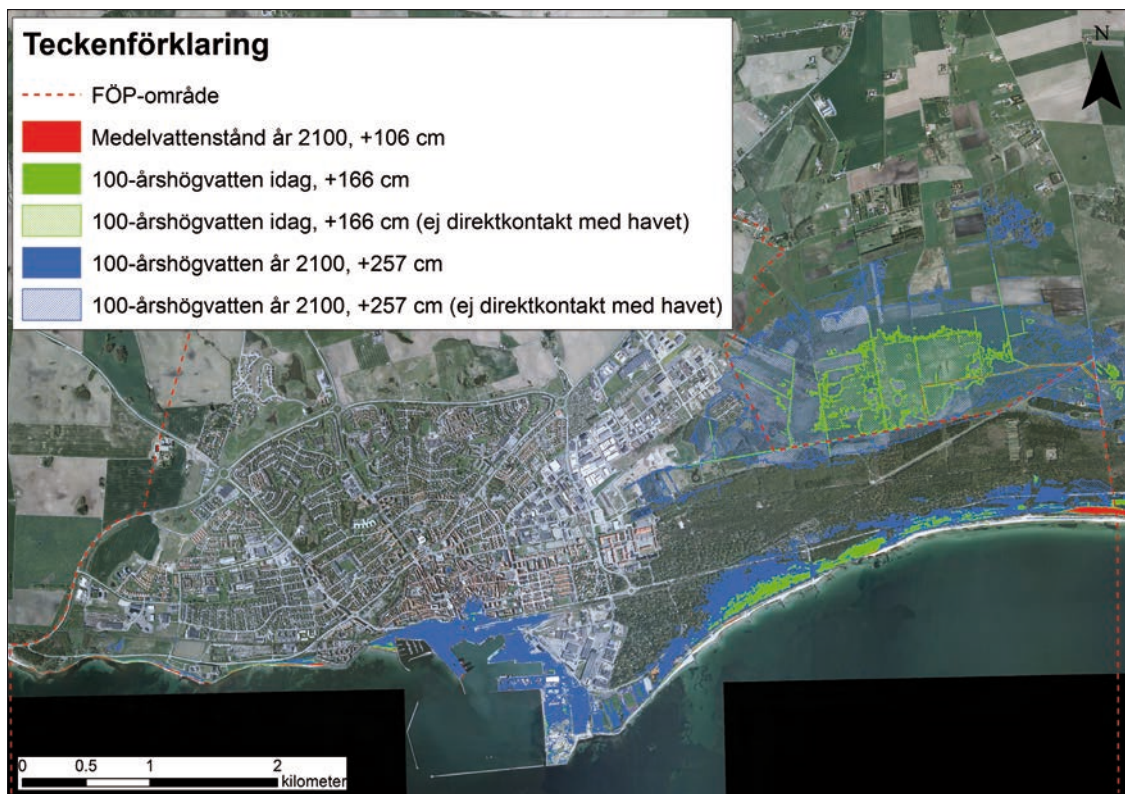 Teckenförklaring
FÖP-område
Medelvattenstånd år 2100, +106 cm
100-årshögvatten idag, +166 cm
100-årshögvatten idag, +166 cm (ej direktkontakt med havet)
100-årshögvatten år 2100, +257 cm
100-årshögvatten år 2100, +257 cm (ej direktkontakt med havet)
N
0 0.5 1 2
kilometer